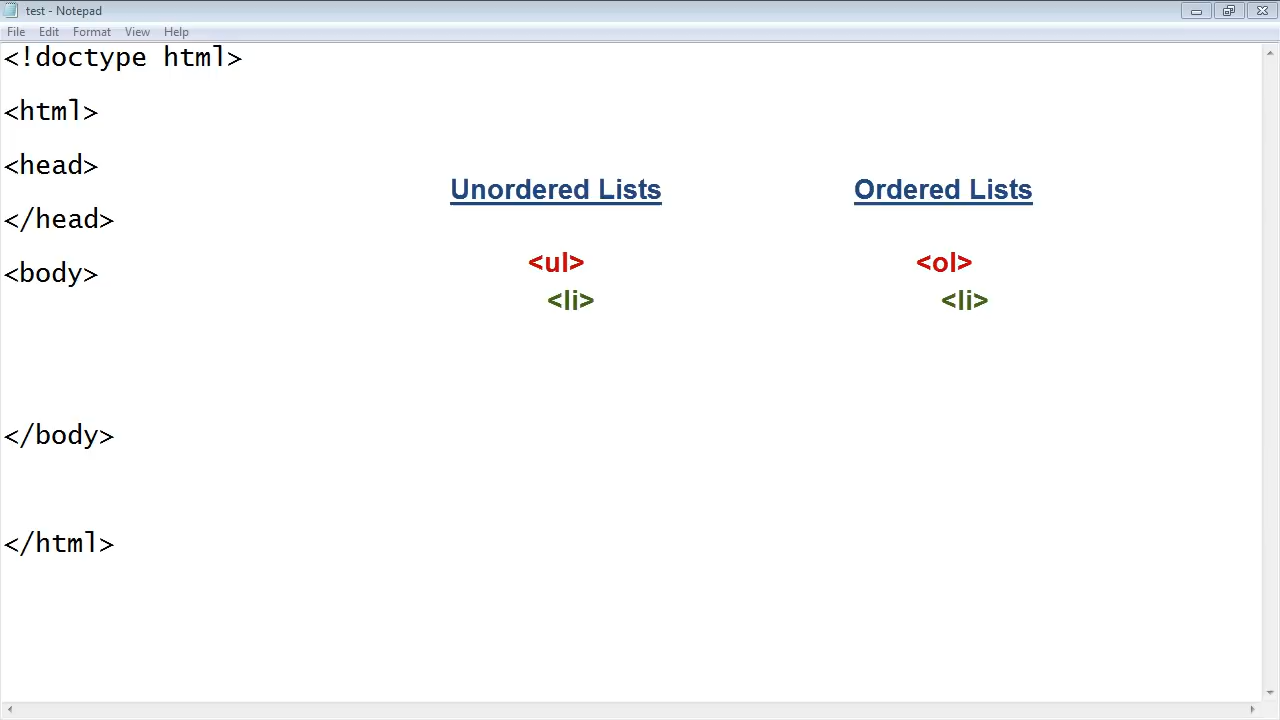 test - Notepad
File Edit Format View Help
<!doctype html>
<html>
<head>
</head>
<body>
</body>
</html>
Unordered Lists
<ul>
<li>
Ordered Lists
<ol>
<li>